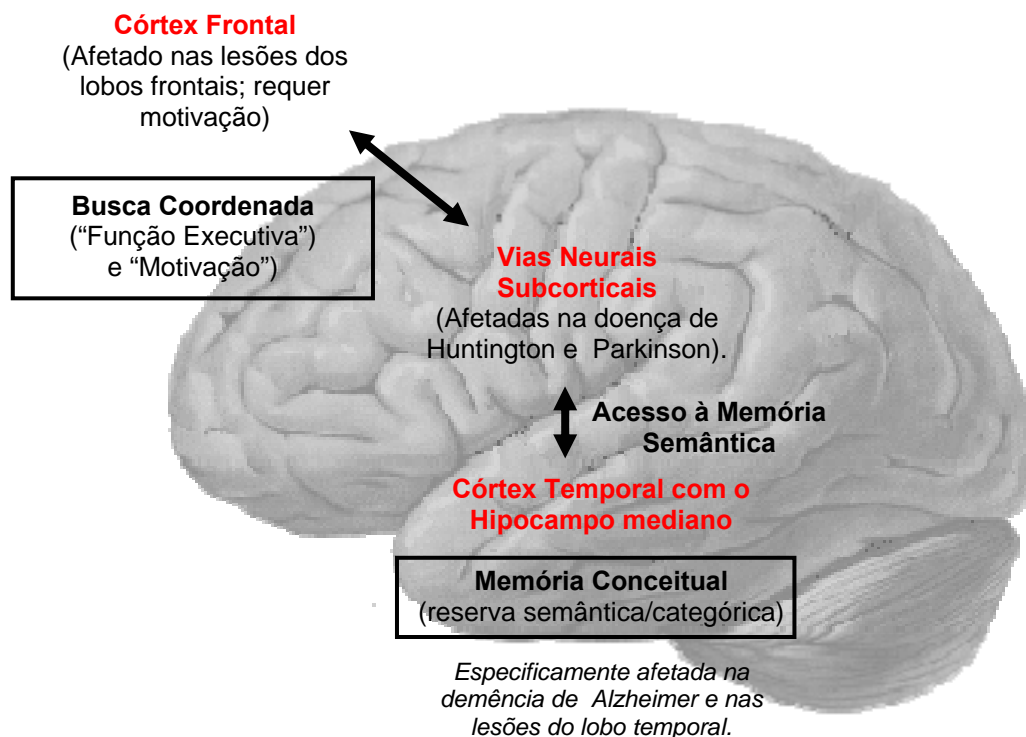 Córtex Frontal
(Afetado nas lesões dos
lobos frontais; requer
motivação)
Busca Coordenada
(“Função Executiva”)
e “Motivação”)
Vias Neurais
Subcorticais
(Afetadas na doença de
Huntington e Parkinson).
Acesso à Memória
Semântica
Córtex Temporal com o
Hipocampo mediano
Memória Conceitual
(reserva semântica/categórica)
Especificamente afetada na
demência de Alzheimer e nas
lesões do lobo temporal.